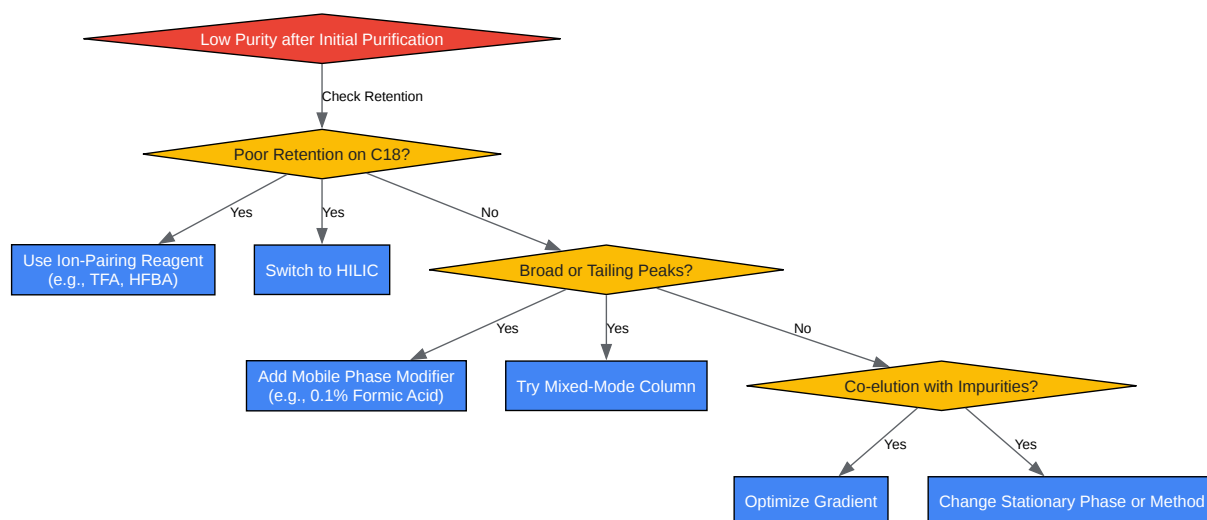 Low Purity after Initial Purification
Check Retention
Poor Retention on C18?
Yes
Yes
No
Use Ion-Pairing Reagent
(e.g., TFA, HFBA)
Switch to HILIC
Broad or Tailing Peaks?
Yes
Yes
No
Add Mobile Phase Modifier
(e.g., 0.1% Formic Acid)
Try Mixed-Mode Column
Co-elution with Impurities?
Yes
Yes
Optimize Gradient
Change Stationary Phase or Method